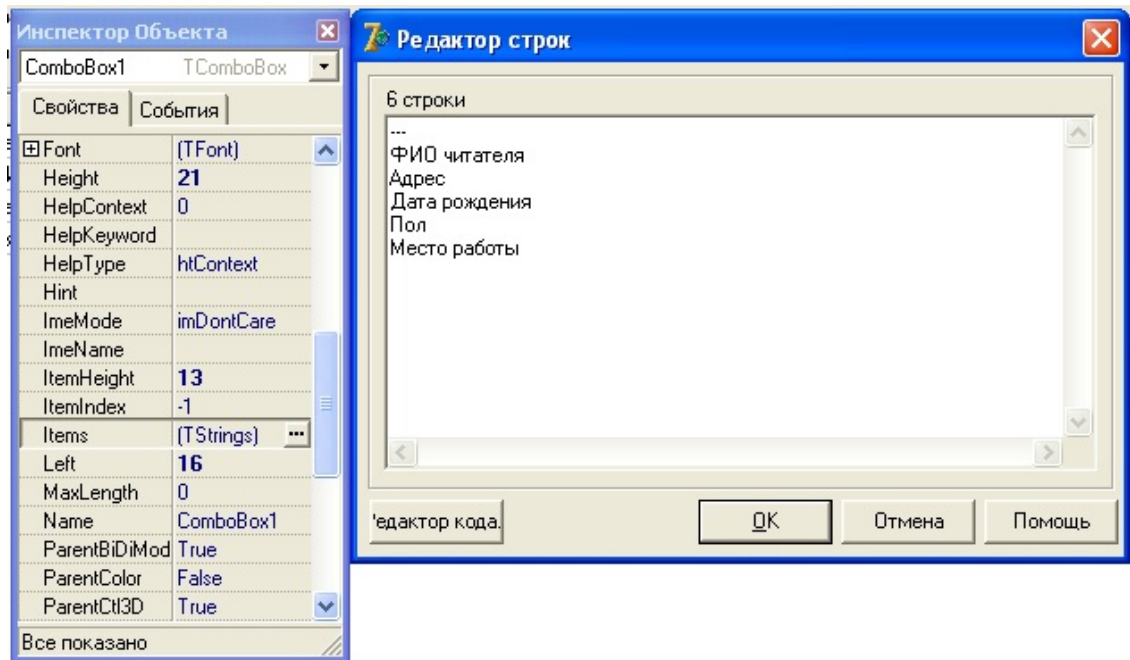 Инспектор Объекта
ComboBox1 TComboBox
Свойства События
Font (TFont)
Height 21
HelpContext 0
HelpKeyword
HelpType htContext
Hint
ImeMode imDontCare
ImeName
ItemHeight 13
ItemIndex -1
Items (TStrings) ...
Left 16
MaxLength 0
Name ComboBox1
ParentBiDiMod True
ParentColor False
ParentCtl3D True
Все показано
Редактор строк
6 строки
---
ФИО читателя
Адрес
Дата рождения
Пол
Место работы
едактор кода.
OK
Отмена
Помощь